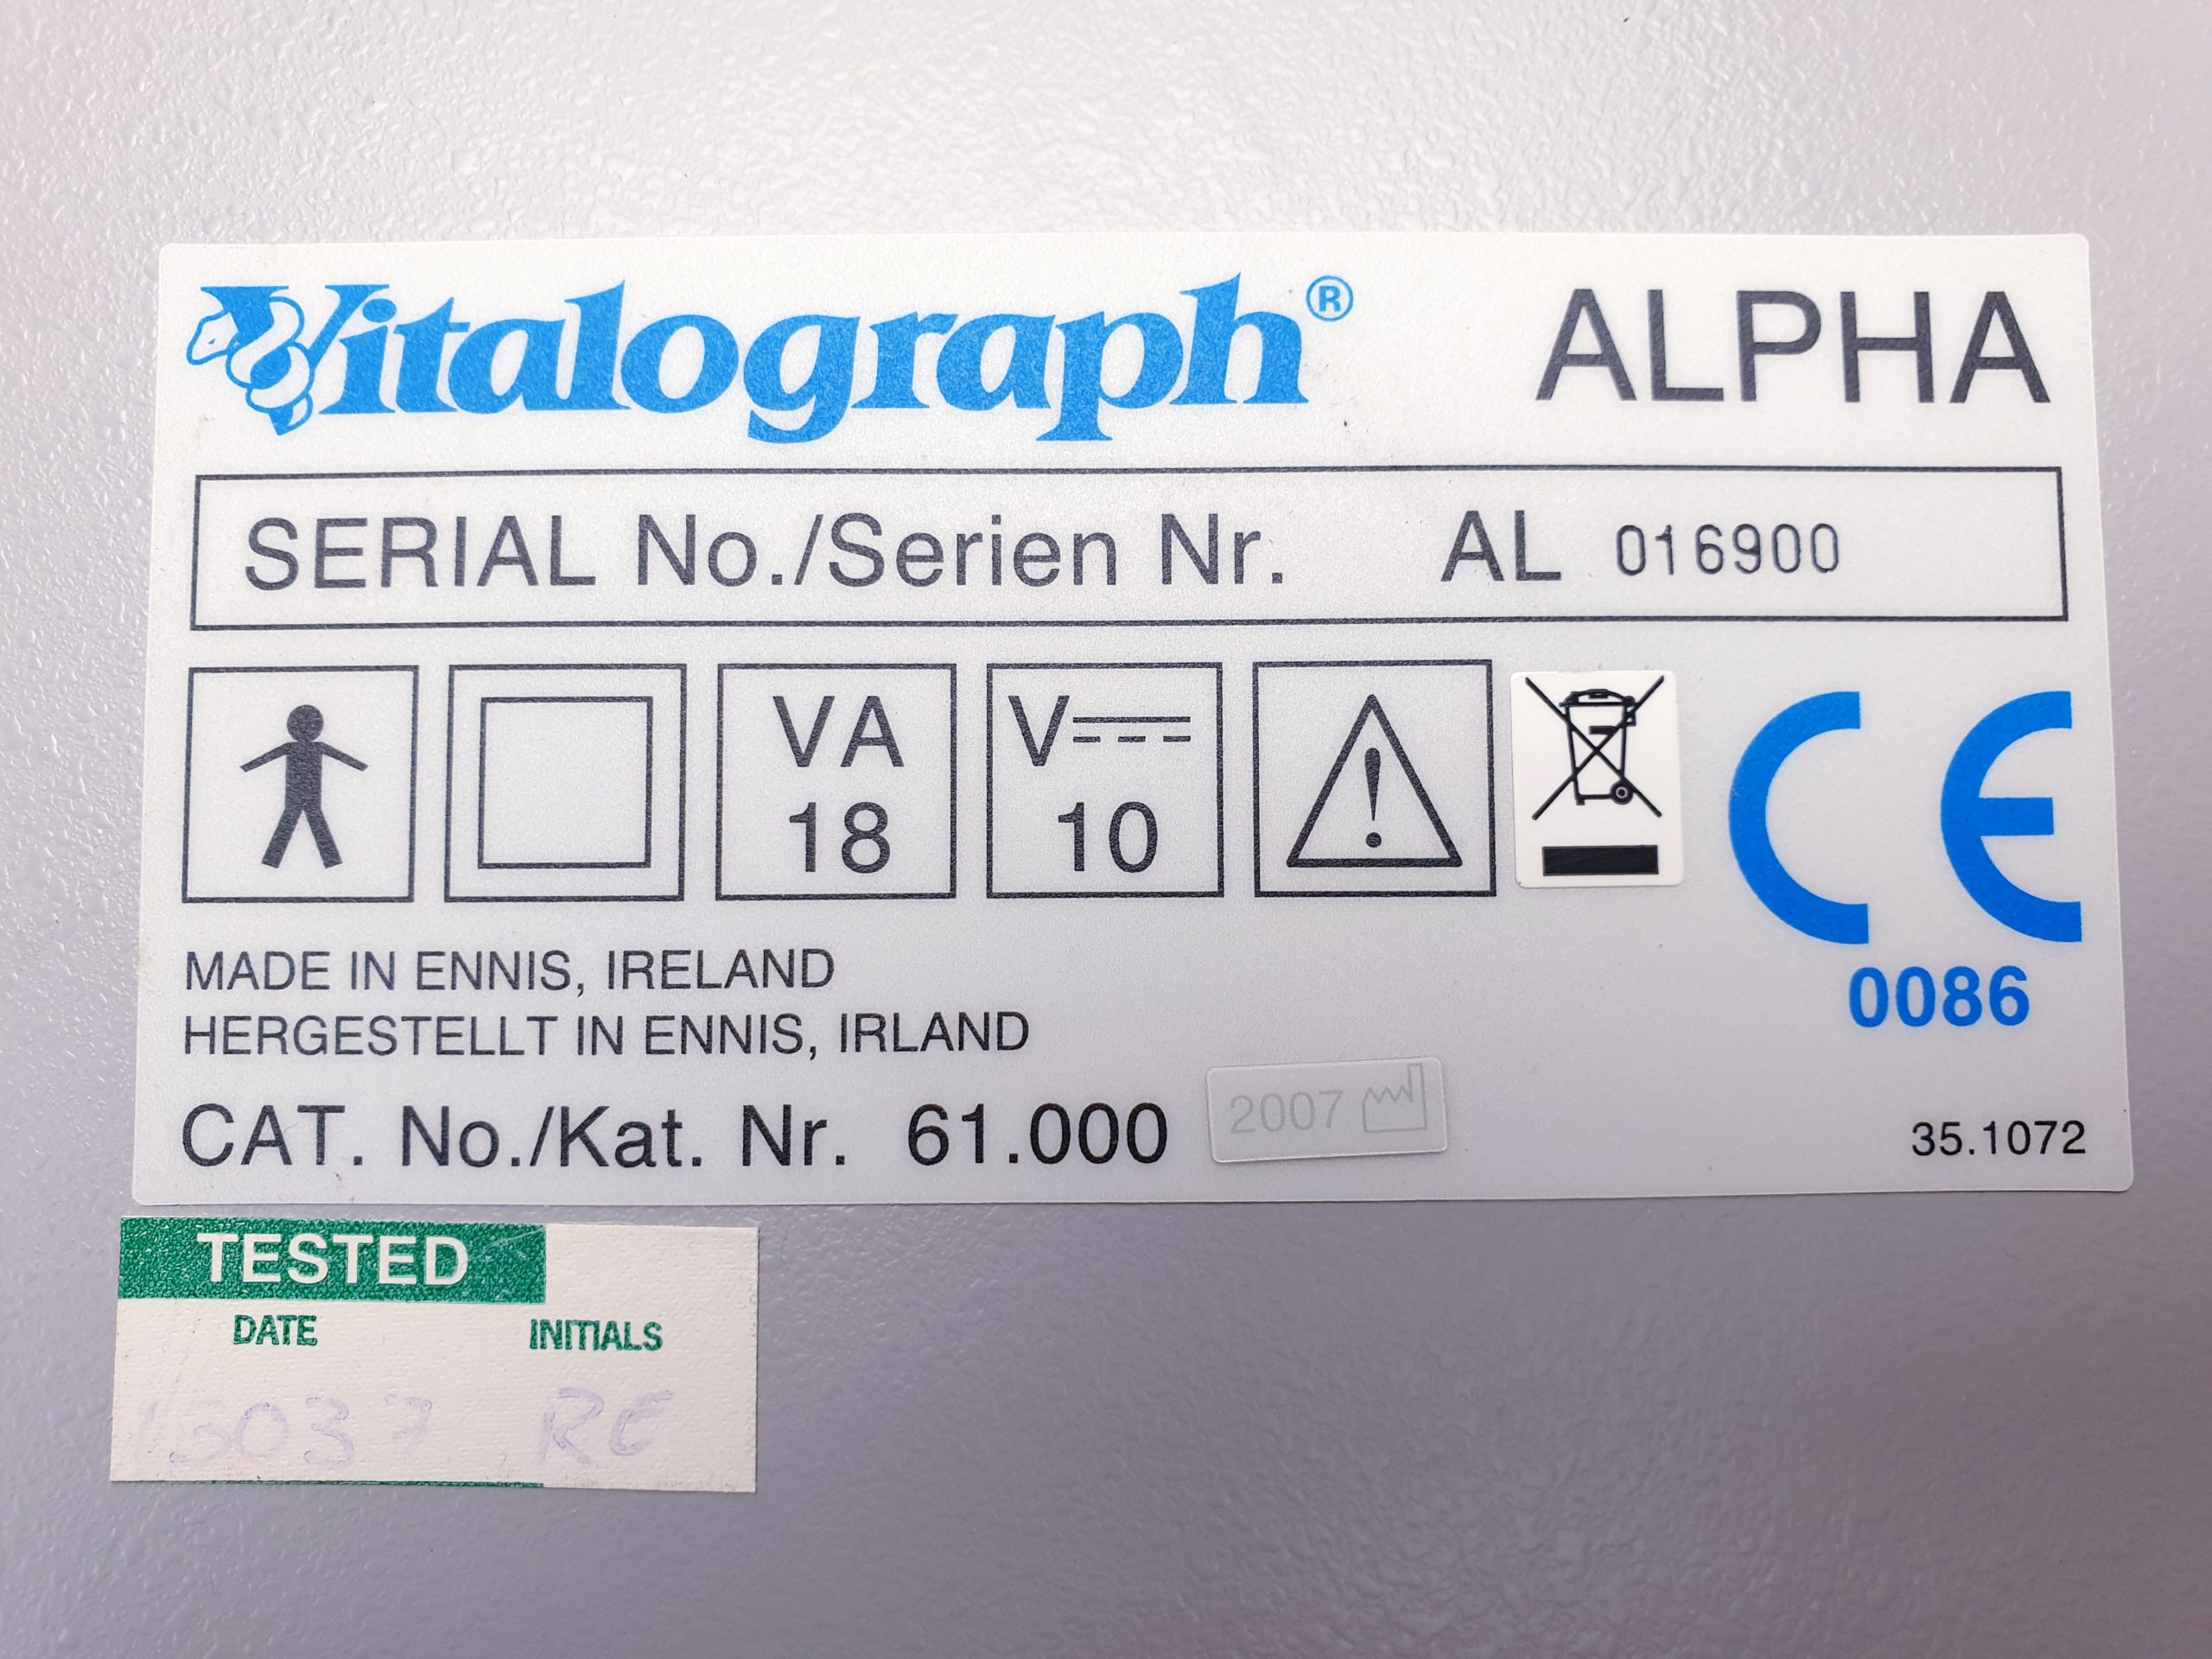 Vitalograph® ALPHA
SERIAL No./Serien Nr. AL 016900
VA 18
V 10
CE
0086
MADE IN ENNIS, IRELAND
HERGESTELLT IN ENNIS, IRLAND
CAT. No./Kat. Nr. 61.000 2007
35.1072
TESTED
DATE INITIALS